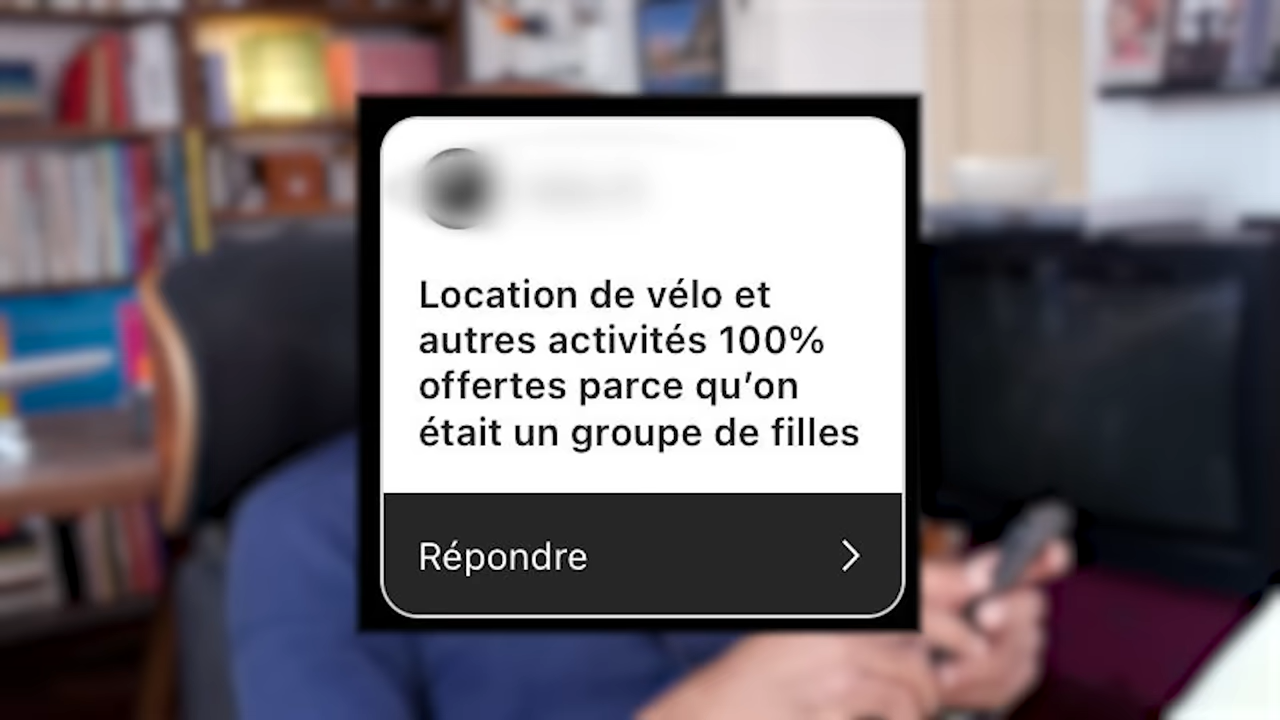 Location de vélo et
autres activités 100%
offertes parce qu’on
était un groupe de filles
Répondre